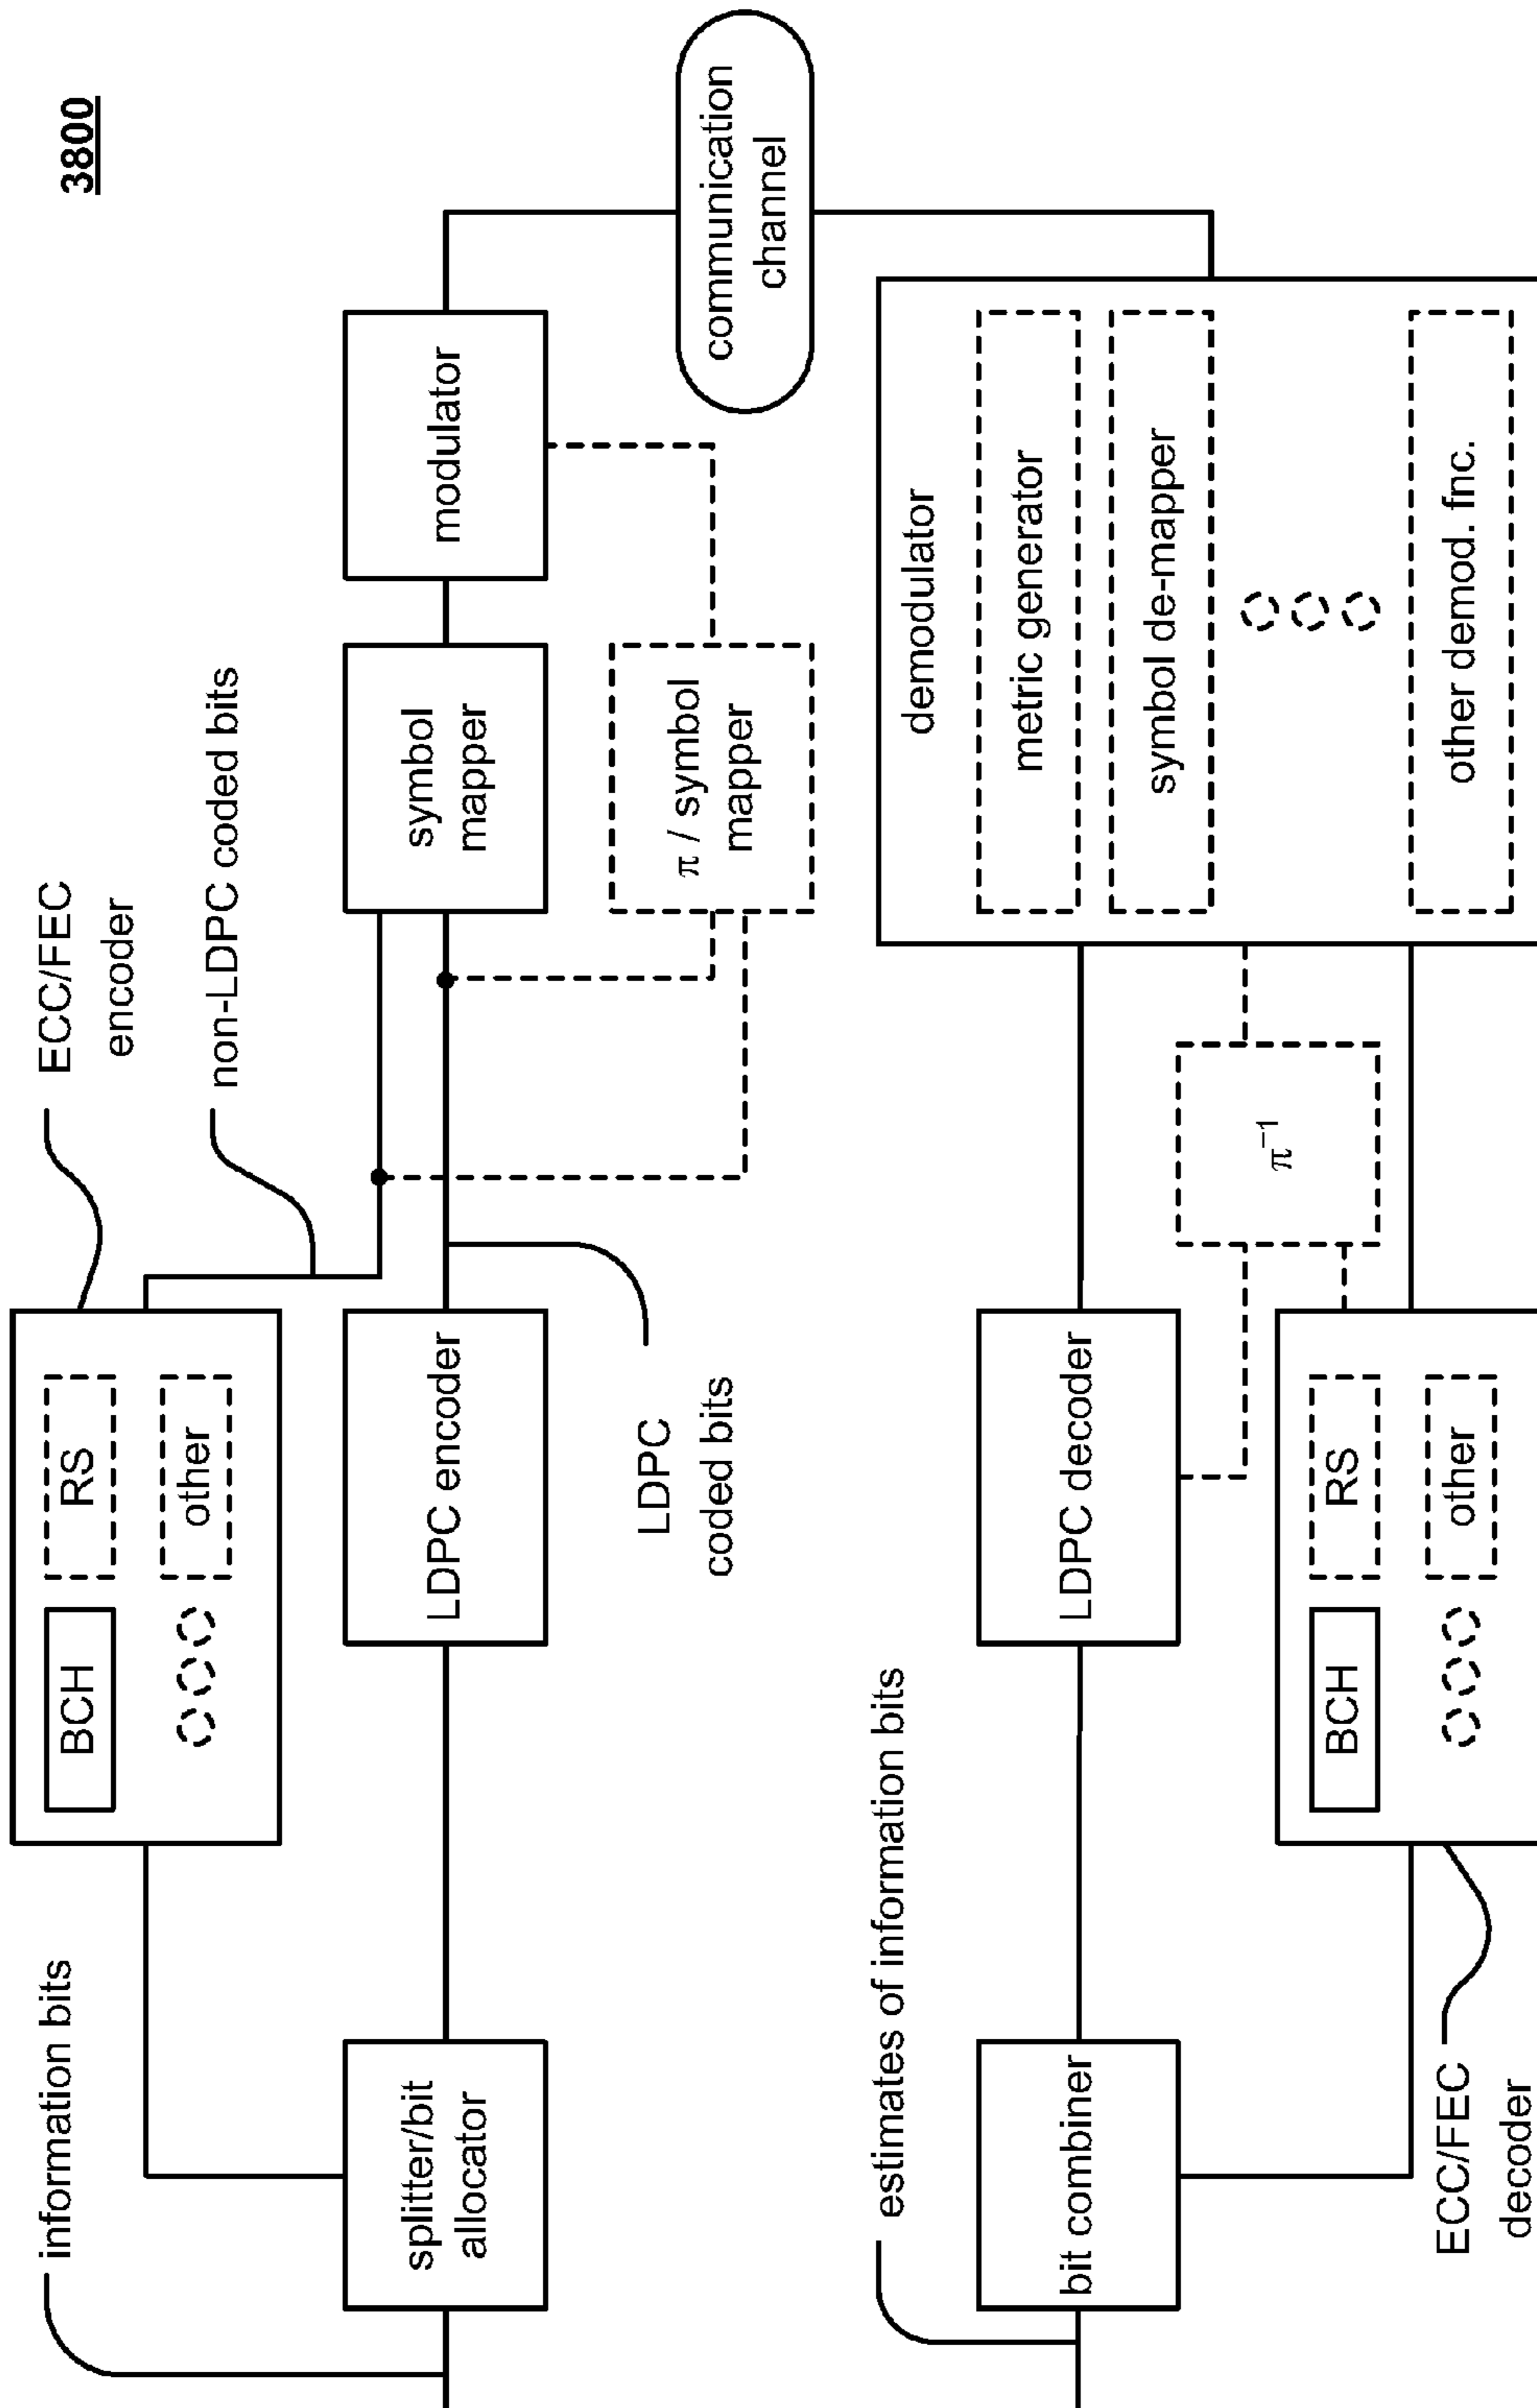 3800
information bits
ECC/FEC
encoder
BCH
RS
other
non-LDPC coded bits
splitter/bit
allocator
LDPC encoder
symbol
mapper
modulator
LDPC
coded bits
π / symbol
mapper
communication
channel
estimates of information bits
bit combiner
LDPC decoder
π⁻¹
demodulator
metric generator
symbol de-mapper
other demod. fnc.
BCH
RS
other
ECC/FEC
decoder